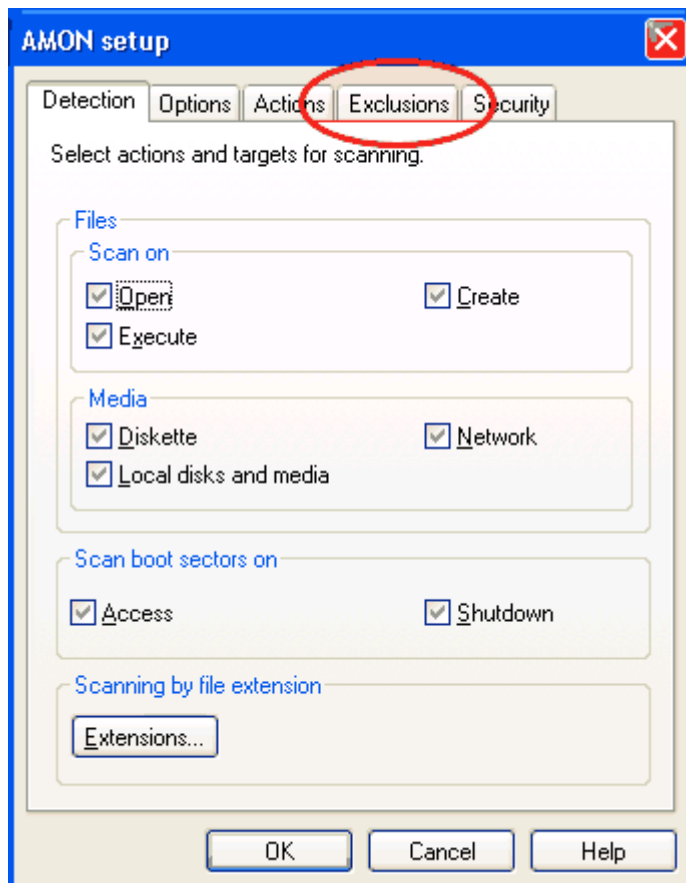 AMON setup
Detection Options Actions Exclusions Security
Select actions and targets for scanning.
Files
Scan on
Open Create
Execute
Media
Diskette Network
Local disks and media
Scan boot sectors on
Access Shutdown
Scanning by file extension
Extensions...
OK Cancel Help